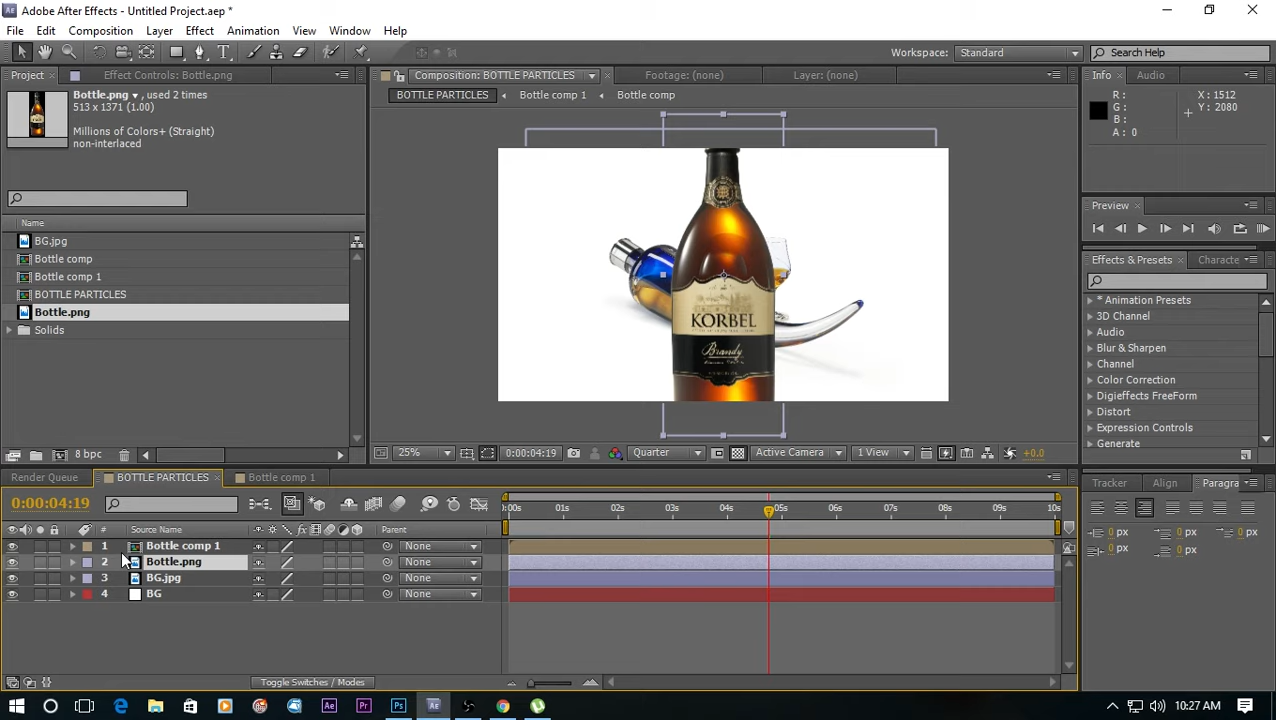 Adobe After Effects - Untitled Project.aep *
File Edit Composition Layer Effect Animation View Window Help
Workspace: Standard Search Help
Project Effect Controls: Bottle.png
Composition: BOTTLE PARTICLES Footage: (none) Layer: (none)
Info Audio
Bottle.png , used 2 times
513 x 1371 (1.00)
Millions of Colors+ (Straight)
non-interlaced
BOTTLE PARTICLES Bottle comp 1 Bottle comp
R: X: 1512
G: Y: 2080
B:
A: 0
Name
BG.jpg
Bottle comp
Bottle comp 1
BOTTLE PARTICLES
Bottle.png
Solids
KORBEL
Brandy
Preview
Effects & Presets Characte
* Animation Presets
3D Channel
Audio
Blur & Sharpen
Channel
Color Correction
Digieffects FreeForm
Distort
Expression Controls
Generate
8 bpc
25% 0:00:04:19 Quarter Active Camera 1 View +0.0
Render Queue BOTTLE PARTICLES Bottle comp 1
0:00:04:19
# Source Name Parent
1 Bottle comp 1 None
2 Bottle.png None
3 BG.jpg None
4 BG None
:00s 01s 02s 03s 04s 05s 06s 07s 08s 09s 10s
Toggle Switches / Modes
Tracker Align Paragra
0 px 0 px 0 px
0 px 0 px
Ae Pr Ps Ae
10:27 AM